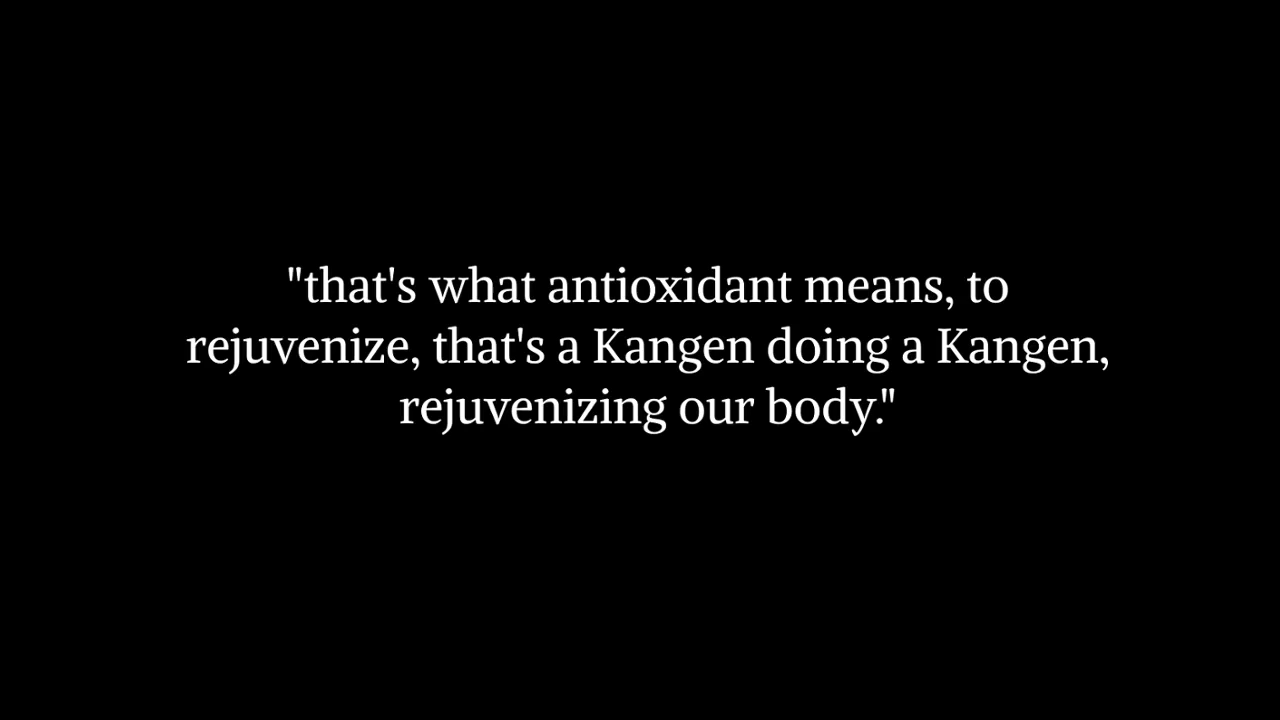 "that's what antioxidant means, to
rejuvenize, that's a Kangen doing a Kangen,
rejuvenizing our body."